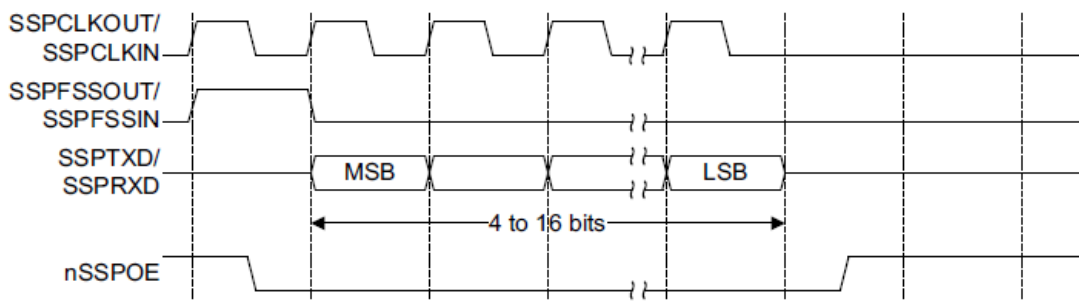 SSPCLKOUT/
SSPCLKIN
SSPFSSOUT/
SSPFSSIN
SSPTXD/
SSPRXD
MSB
LSB
4 to 16 bits
nSSPOE